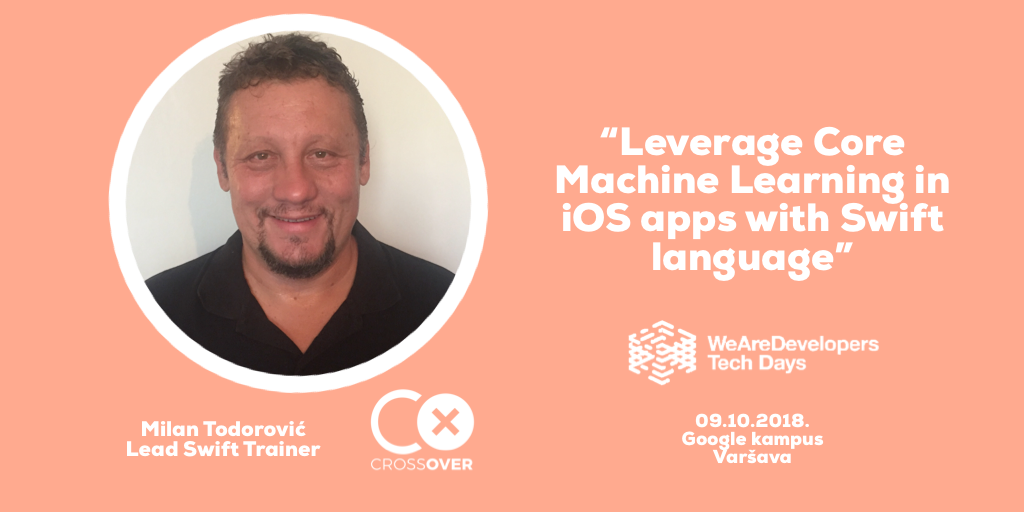 “Leverage Core
Machine Learning in
iOS apps with Swift
language”
WeAreDevelopers
Tech Days
09.10.2018.
Google kampus
Varšava
Milan Todorović
Lead Swift Trainer
CROSSOVER